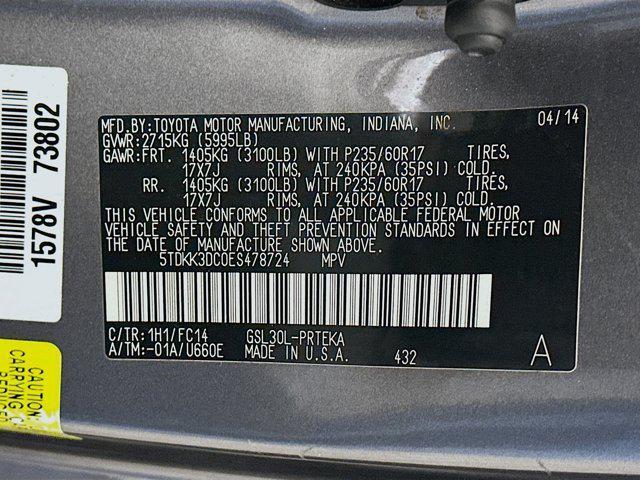 1578V 73802
MFD.BY:TOYOTA MOTOR MANUFACTURING, INDIANA, INC. 04/14
GVWR:2715KG (5995LB)
GAWR:FRT. 1405KG (3100LB) WITH P235/60R17 TIRES,
17X7J RIMS, AT 240KPA (35PSI) COLD.
RR. 1405KG (3100LB) WITH P235/60R17 TIRES,
17X7J RIMS, AT 240KPA (35PSI) COLD.
THIS VEHICLE CONFORMS TO ALL APPLICABLE FEDERAL MOTOR
VEHICLE SAFETY AND THEFT PREVENTION STANDARDS IN EFFECT
ON THE DATE OF MANUFACTURE SHOWN ABOVE.
5TDKK3DC0ES478724 MPV
C/TR:1H1/FC14 GSL30L-PRTEKA
A/TM:-01A/U660E MADE IN U.S.A. 432 A
CAUTION
CARRYING